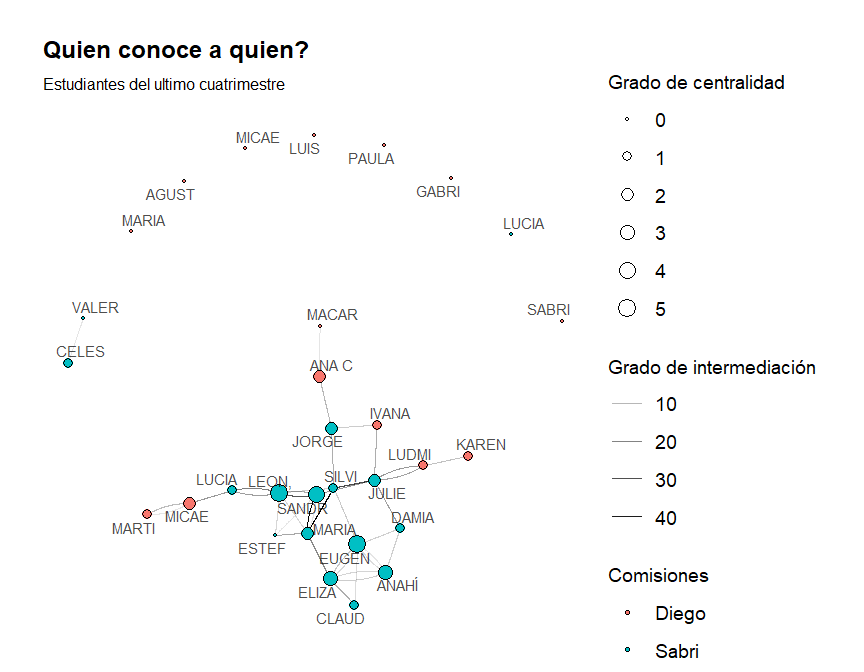 Quien conoce a quien?
Estudiantes del ultimo cuatrimestre
MICAE
LUIS
PAULA
AGUST
GABRI
MARIA
LUCIA
VALER
CELES
MACAR
SABRI
ANA C
IVANA
JORGE
KAREN
LUDMI
LUCIA
LEON,
SILVI
JULIE
SANDR
MICAE
MARTI
DAMIA
MARIA
ESTEF
EUGEN
ANAHÍ
ELIZA
CLAUD
Grado de centralidad
0
1
2
3
4
5
Grado de intermediación
10
20
30
40
Comisiones
Diego
Sabri